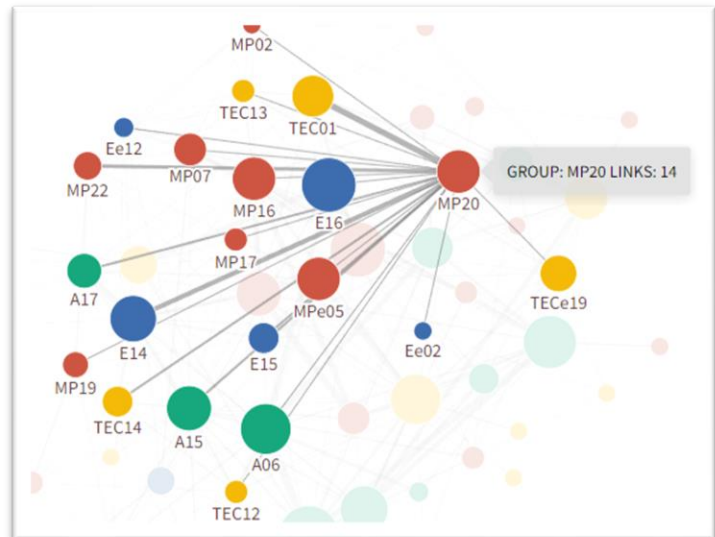 MP02
TEC13
TEC01
Ee12
MP07
MP22
MP16
E16
MP20
GROUP: MP20 LINKS: 14
MP17
A17
MPe05
TECe19
E14
E15
Ee02
MP19
TEC14
A15
A06
TEC12